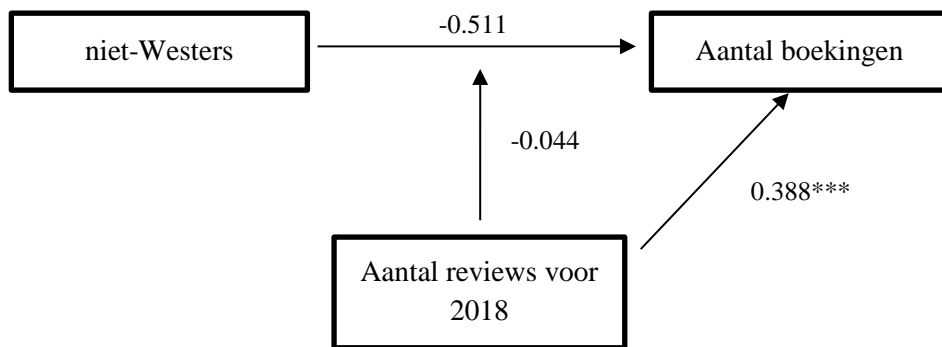 -0.511
niet-Westers
Aantal boekingen
-0.044
0.388***
Aantal reviews voor
2018